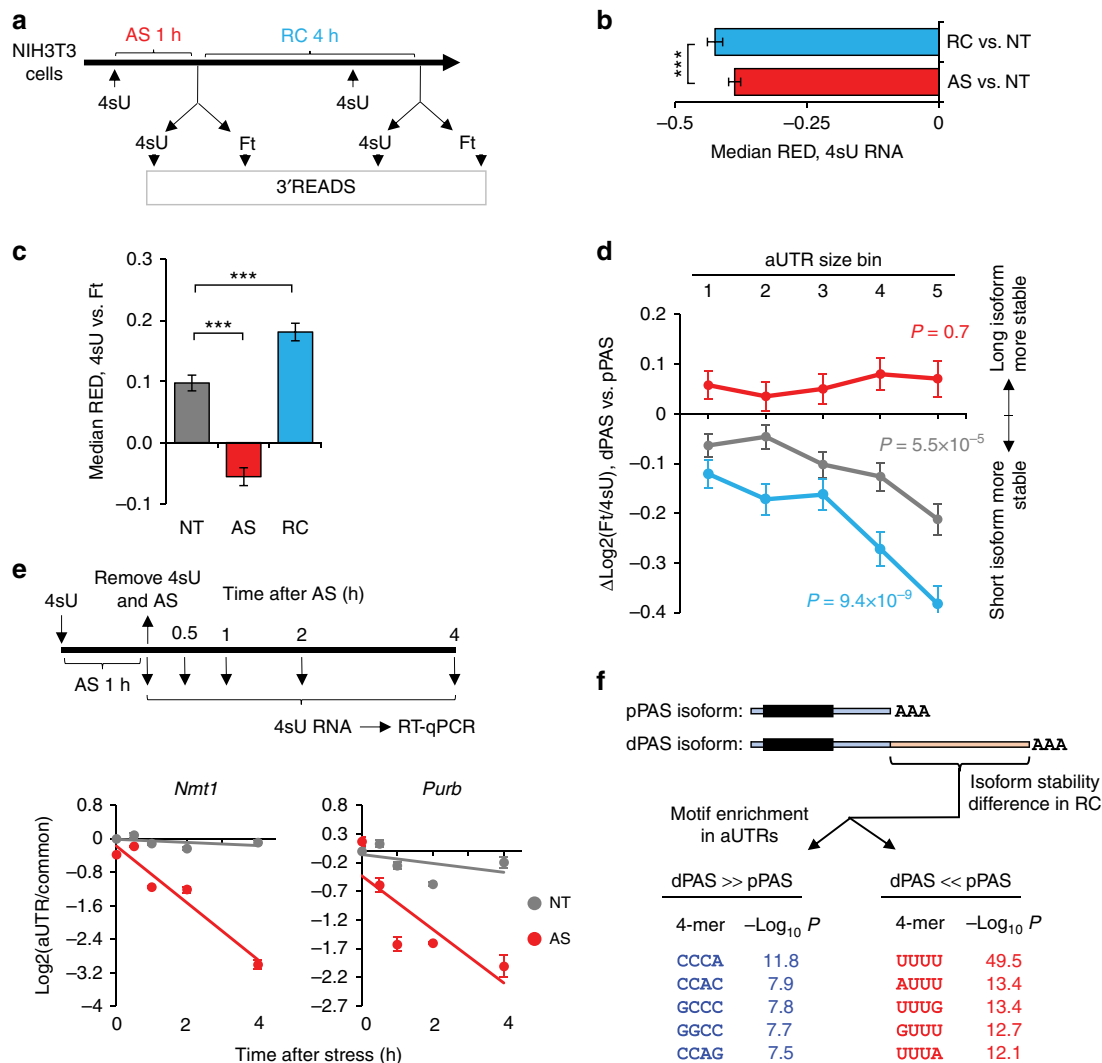 a
AS 1 h
RC 4 h
NIH3T3
cells
4sU
4sU
4sU
Ft
4sU
Ft
3′READS
b
***
RC vs. NT
AS vs. NT
–0.5
–0.25
0
Median RED, 4sU RNA
c
Median RED, 4sU vs. Ft
0.3
0.2
0.1
0.0
–0.1
***
***
NT
AS
RC
d
aUTR size bin
1
2
3
4
5
ΔLog2(Ft/4sU), dPAS vs. pPAS
0.2
0.1
0
–0.1
–0.2
–0.3
–0.4
P = 0.7
P = 5.5×10⁻⁵
P = 9.4×10⁻⁹
Long isoform
more stable
Short isoform more
stable
e
Remove 4sU
and AS
Time after AS (h)
4sU
0.5
1
2
4
AS 1 h
4sU RNA
RT-qPCR
Log2(aUTR/common)
Nmt1
0.8
0
–0.8
–1.6
–2.4
–3.2
–4
0
2
4
Purb
0.8
0.3
–0.2
–0.7
–1.2
–1.7
–2.2
–2.7
0
2
4
NT
AS
Time after stress (h)
f
pPAS isoform:
AAA
dPAS isoform:
AAA
Isoform stability
difference in RC
Motif enrichment
in aUTRs
dPAS >> pPAS
4-mer –Log₁₀ P
CCCA 11.8
CCAC 7.9
GCCC 7.8
GGCC 7.7
CCAG 7.5
dPAS << pPAS
4-mer –Log₁₀ P
UUUU 49.5
AUUU 13.4
UUUG 13.4
GUUU 12.7
UUUA 12.1